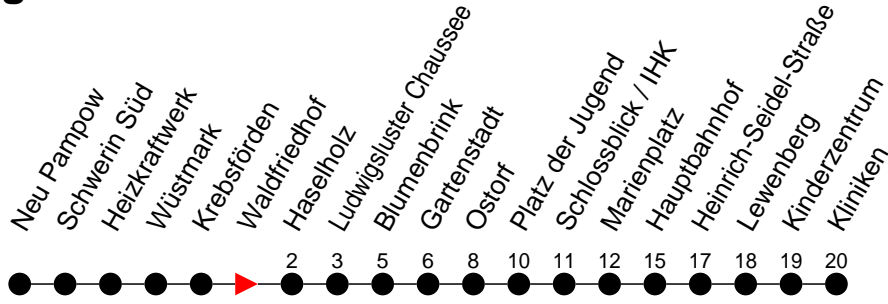 Neu Pampow
Schwerin Süd
Heizkraftwerk
Wüstmark
Krebsförden
Waldfriedhof
Haselholz
Ludwigsluster Chaussee
Blumenbrink
Gartenstadt
Ostorf
Platz der Jugend
Schlossblick / IHK
Marienplatz
Hauptbahnhof
Heinrich-Seidel-Straße
Lewenberg
Kinderzentrum
Kliniken
2 3 5 6 8 10 11 12 15 17 18 19 20